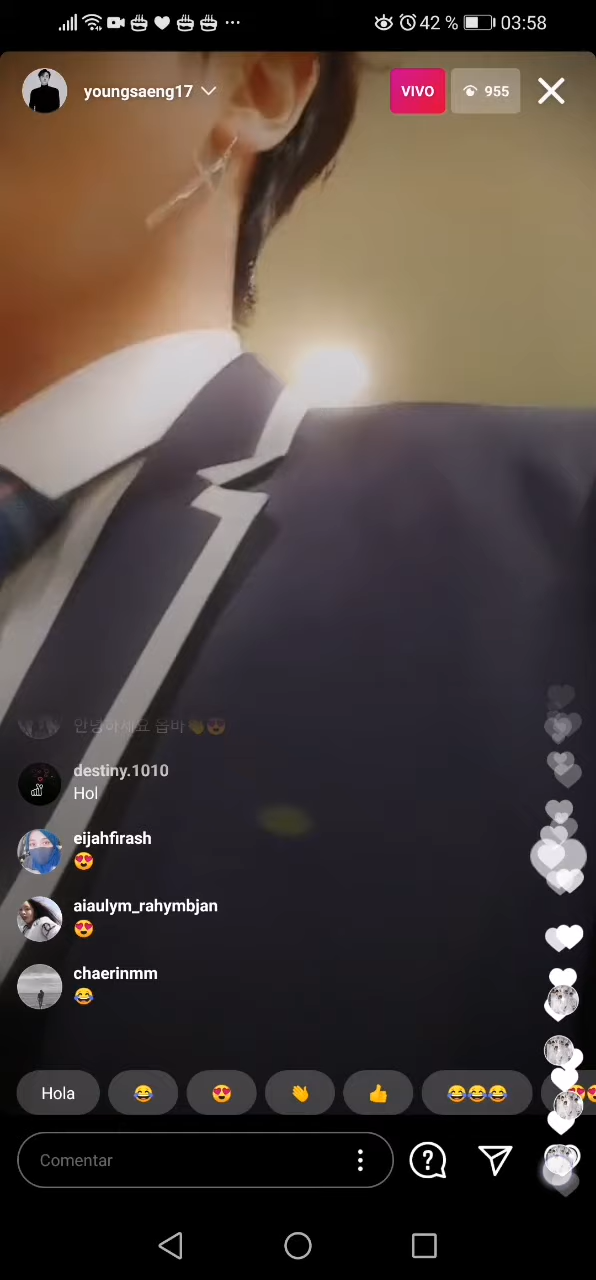 42 % 03:58
youngsaeng17
VIVO
955
안녕하세요 옵바👋😍
destiny.1010
Hol
eijahfirash
😍
aiaulym_rahymbjan
😍
chaerinmm
😂
Hola 😂 😍 👋 👍 😂😂😂
Comentar